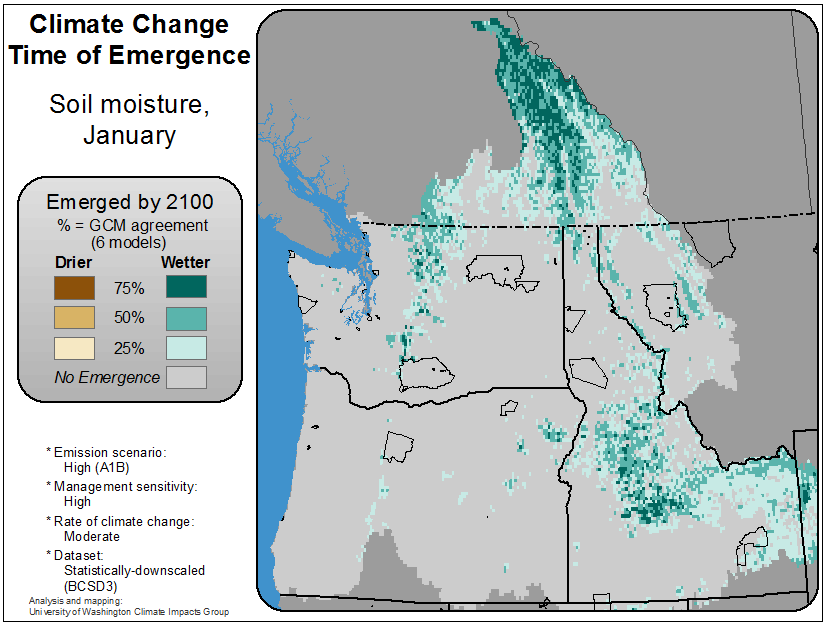 Climate Change
Time of Emergence
Soil moisture,
January
Emerged by 2100
% = GCM agreement
(6 models)
Drier Wetter
75%
50%
25%
No Emergence
* Emission scenario:
High (A1B)
* Management sensitivity:
High
* Rate of climate change:
Moderate
* Dataset:
Statistically-downscaled
(BCSD3)
Analysis and mapping:
University of Washington Climate Impacts Group